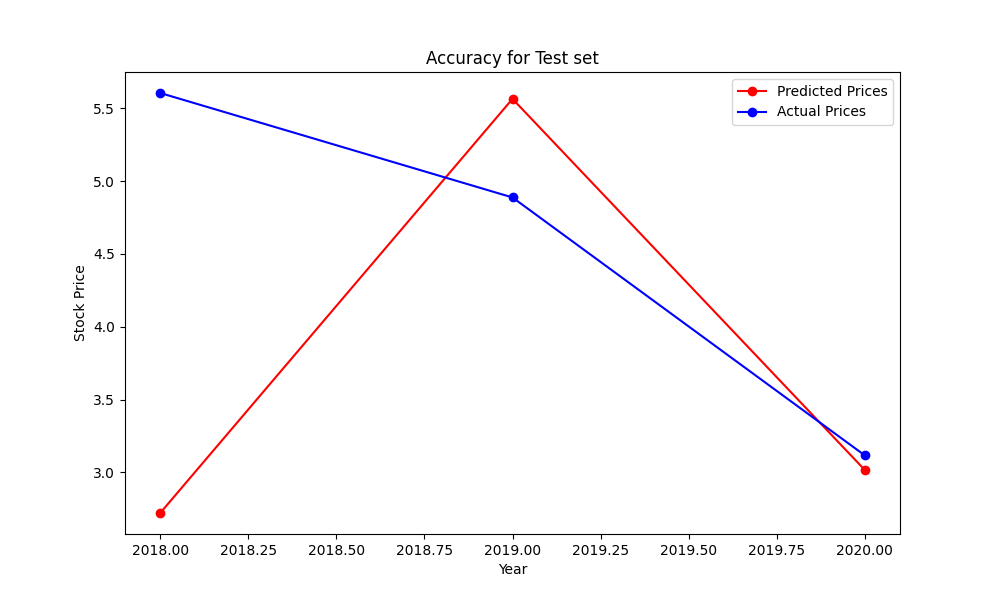 Accuracy for Test set
Predicted Prices
Actual Prices
5.5
5.0
4.5
4.0
3.5
3.0
Stock Price
2018.00 2018.25 2018.50 2018.75 2019.00 2019.25 2019.50 2019.75 2020.00
Year